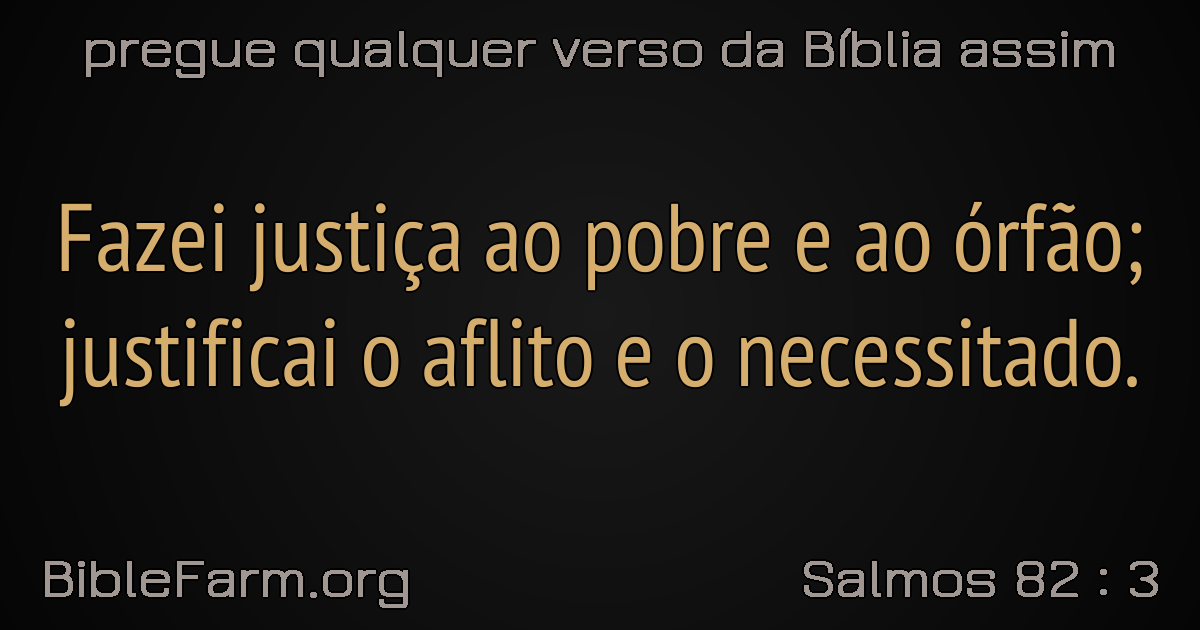 pregue qualquer verso da Bíblia assim
Fazei justiça ao pobre e ao órfão;
justificai o aflito e o necessitado.
BibleFarm.org
Salmos 82 : 3